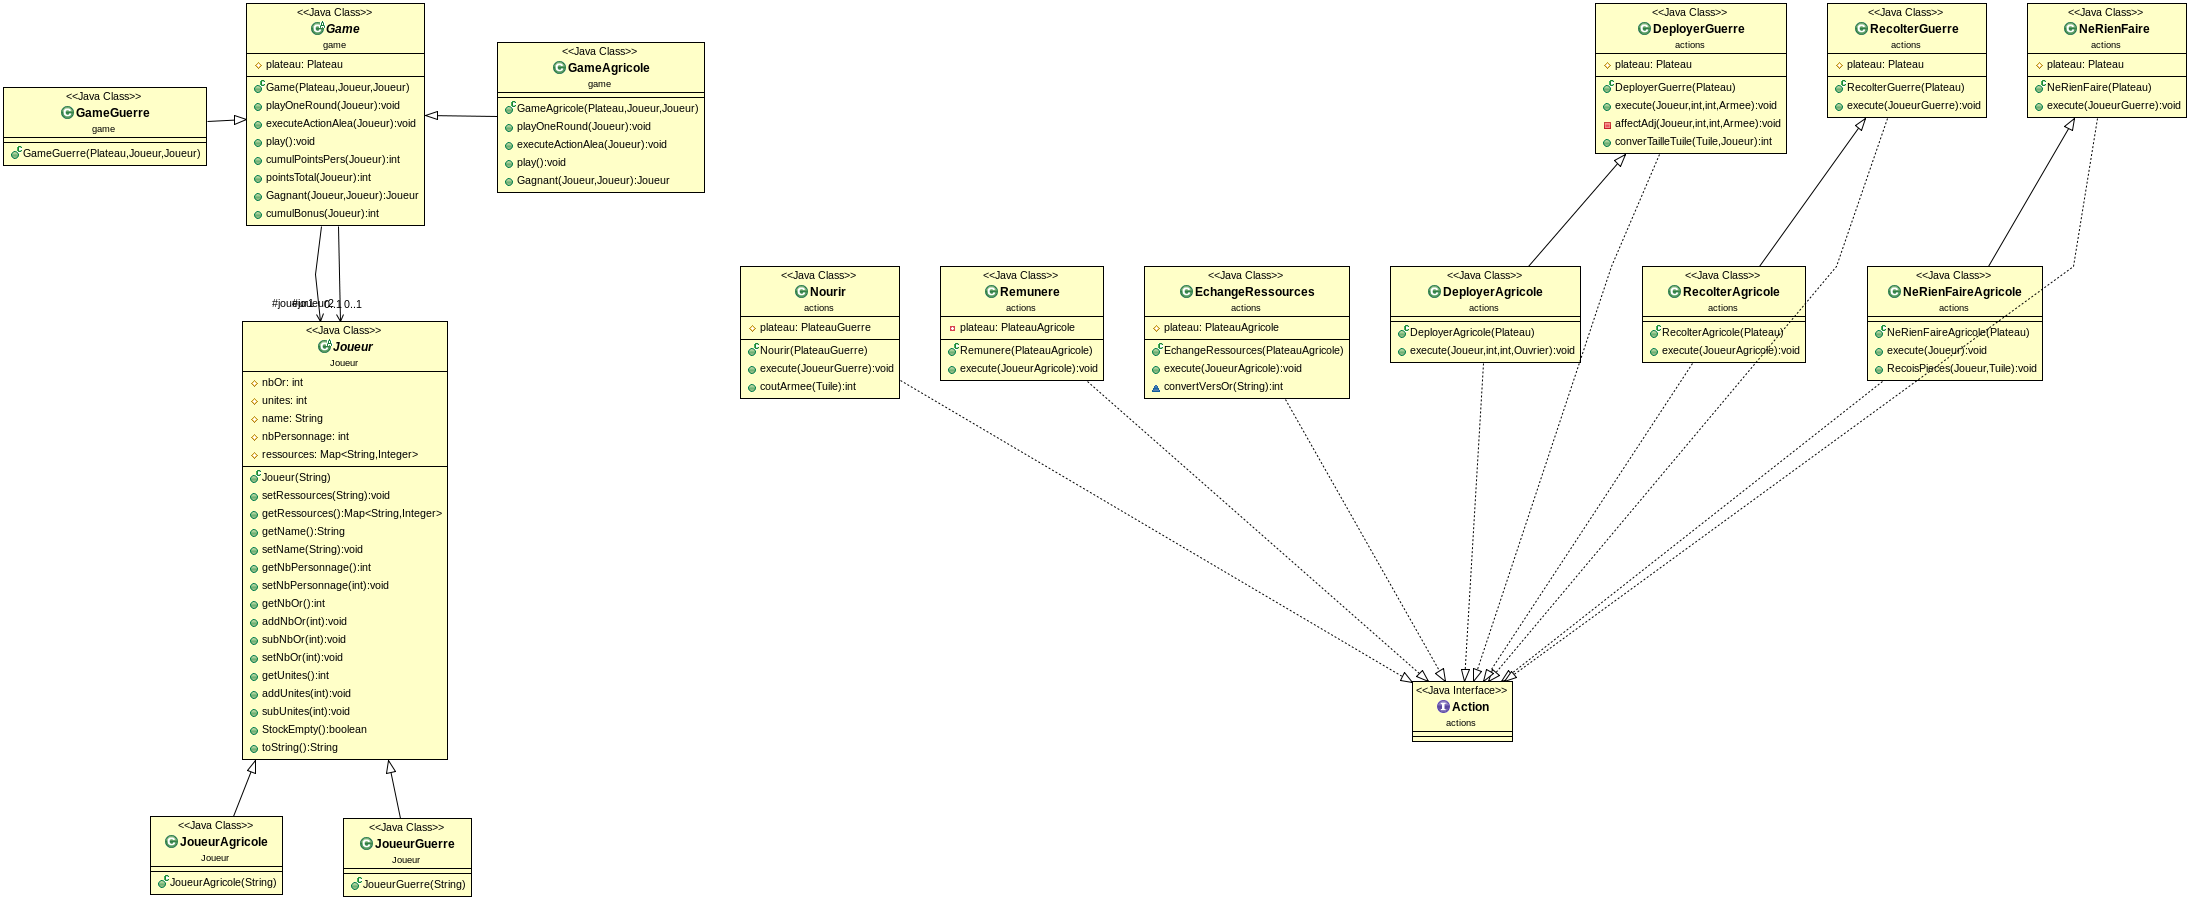 <<Java Class>>
Game
game
plateau: Plateau
Game(Plateau,Joueur,Joueur)
playOneRound(Joueur):void
executeActionAlea(Joueur):void
play():void
cumulPointsPers(Joueur):int
pointsTotal(Joueur):int
Gagnant(Joueur,Joueur):Joueur
cumulBonus(Joueur):int
<<Java Class>>
GameAgricole
game
GameAgricole(Plateau,Joueur,Joueur)
playOneRound(Joueur):void
executeActionAlea(Joueur):void
play():void
Gagnant(Joueur,Joueur):Joueur
<<Java Class>>
GameGuerre
game
GameGuerre(Plateau,Joueur,Joueur)
#joueur1 0..1
#joueur2 0..1
<<Java Class>>
Joueur
Joueur
nbOr: int
unites: int
name: String
nbPersonnage: int
ressources: Map<String,Integer>
Joueur(String)
setRessources(String):void
getRessources():Map<String,Integer>
getName():String
setName(String):void
getNbPersonnage():int
setNbPersonnage(int):void
getNbOr():int
addNbOr(int):void
subNbOr(int):void
setNbOr(int):void
getUnites():int
addUnites(int):void
subUnites(int):void
StockEmpty():boolean
toString():String
<<Java Class>>
JoueurAgricole
Joueur
JoueurAgricole(String)
<<Java Class>>
JoueurGuerre
Joueur
JoueurGuerre(String)
<<Java Class>>
DeployerGuerre
actions
plateau: Plateau
DeployerGuerre(Plateau)
execute(Joueur,int,int,Armee):void
affectAdj(Joueur,int,int,Armee):void
converTailleTuile(Tuile,Joueur):int
<<Java Class>>
RecolterGuerre
actions
plateau: Plateau
RecolterGuerre(Plateau)
execute(JoueurGuerre):void
<<Java Class>>
NeRienFaire
actions
plateau: Plateau
NeRienFaire(Plateau)
execute(JoueurGuerre):void
<<Java Class>>
Nourir
actions
plateau: PlateauGuerre
Nourir(PlateauGuerre)
execute(JoueurGuerre):void
coutArmee(Tuile):int
<<Java Class>>
Remunere
actions
plateau: PlateauAgricole
Remunere(PlateauAgricole)
execute(JoueurAgricole):void
<<Java Class>>
EchangeRessources
actions
plateau: PlateauAgricole
EchangeRessources(PlateauAgricole)
execute(JoueurAgricole):void
convertVersOr(String):int
<<Java Class>>
DeployerAgricole
actions
DeployerAgricole(Plateau)
execute(Joueur,int,int,Ouvrier):void
<<Java Class>>
RecolterAgricole
actions
RecolterAgricole(Plateau)
execute(JoueurAgricole):void
<<Java Class>>
NeRienFaireAgricole
actions
NeRienFaireAgricole(Plateau)
execute(Joueur):void
RecoisPieces(Joueur,Tuile):void
<<Java Interface>>
Action
actions